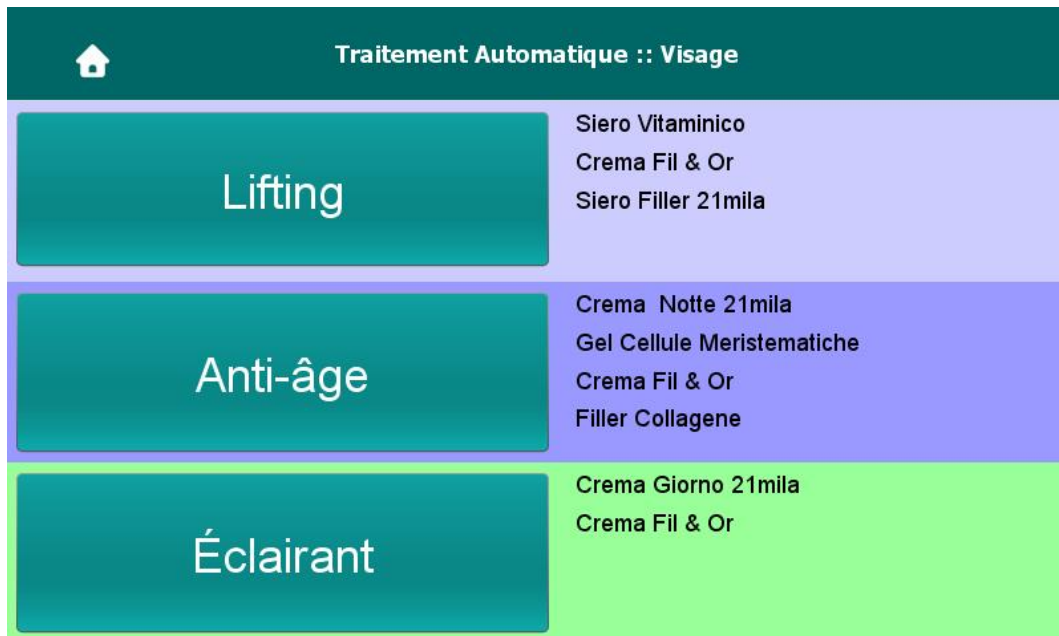 Traitement Automatique :: Visage
Lifting
Siero Vitaminico
Crema Fil & Or
Siero Filler 21mila
Anti-âge
Crema  Notte 21mila
Gel Cellule Meristematiche
Crema Fil & Or
Filler Collagene
Éclairant
Crema Giorno 21mila
Crema Fil & Or